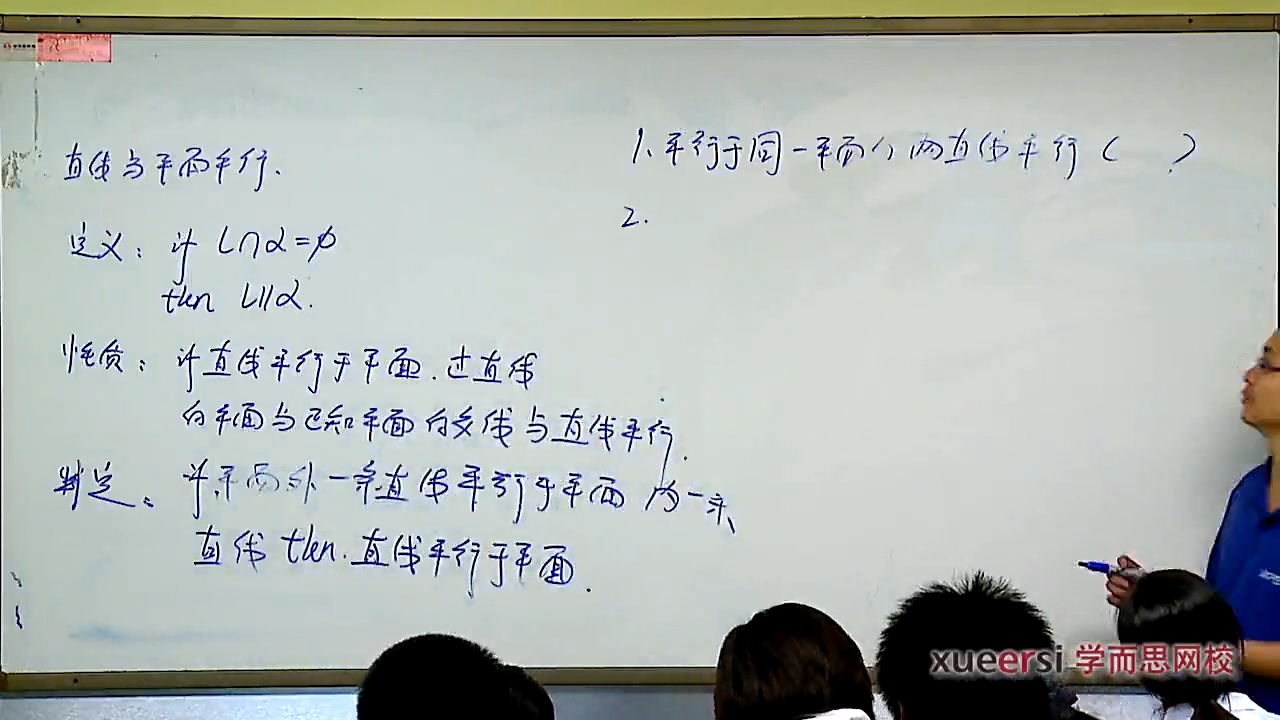 直线与平面平行.
定义: if l∩α=∅
then l∥α.
性质: if 直线平行于平面.过直线
的平面与已知平面的交线与直线平行.
判定: if 平面外一条直线平行于平面内一条
直线 then.直线平行于平面.
1.平行于同一平面的两直线平行( )
2.
xueersi 学而思网校